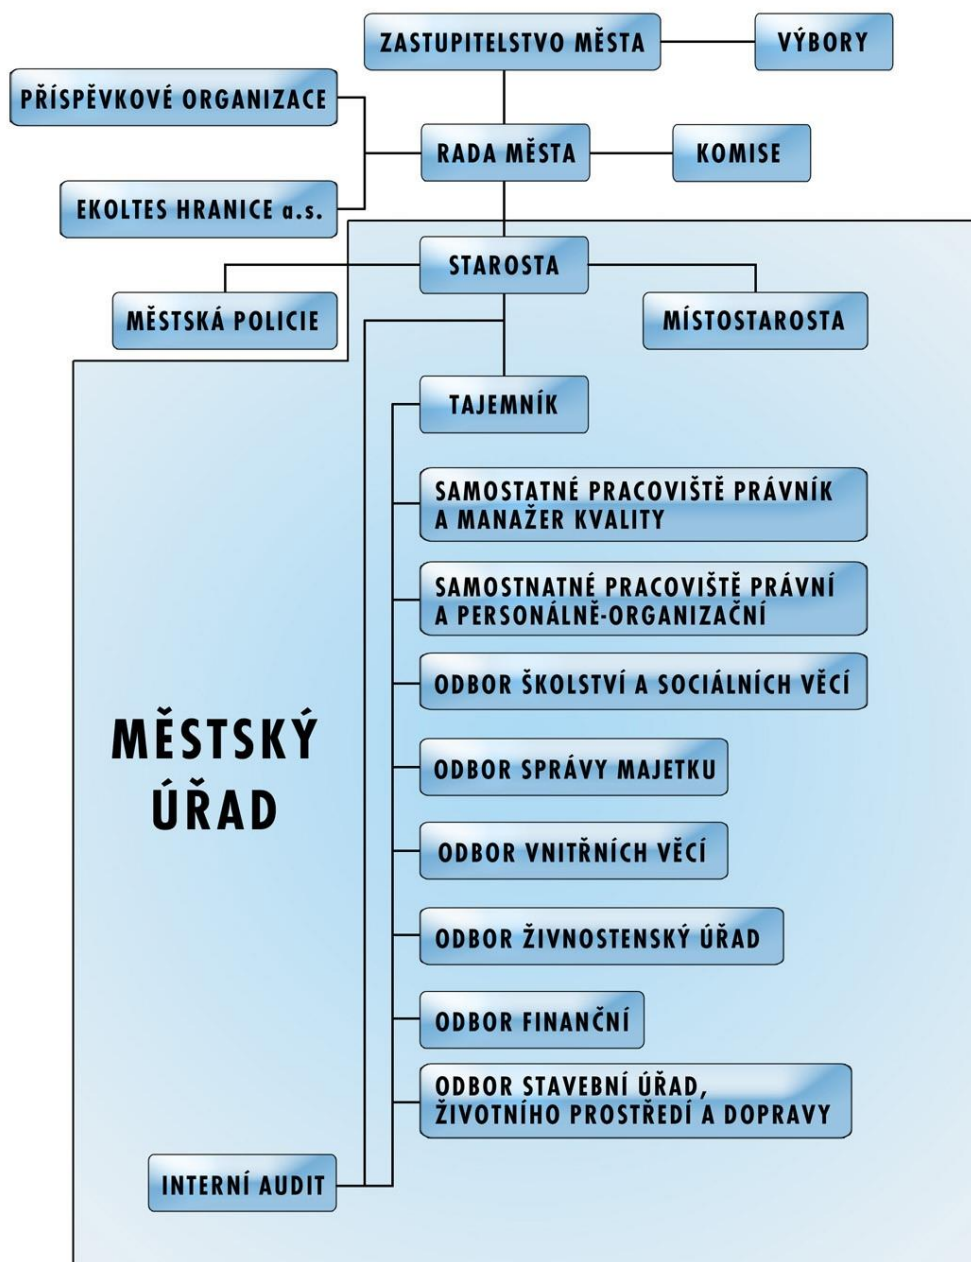 ZASTUPITELSTVO MĚSTA
VÝBORY
PŘÍSPĚVKOVÉ ORGANIZACE
RADA MĚSTA
KOMISE
EKOLTES HRANICE a.s.
STAROSTA
MĚSTSKÁ POLICIE
MÍSTOSTAROSTA
TAJEMNÍK
SAMOSTATNÉ PRACOVIŠTĚ PRÁVNÍK
A MANAŽER KVALITY
SAMOSTNATNÉ PRACOVIŠTĚ PRÁVNÍ
A PERSONÁLNĚ-ORGANIZAČNÍ
ODBOR ŠKOLSTVÍ A SOCIÁLNÍCH VĚCÍ
MĚSTSKÝ
ÚŘAD
ODBOR SPRÁVY MAJETKU
ODBOR VNITŘNÍCH VĚCÍ
ODBOR ŽIVNOSTENSKÝ ÚŘAD
ODBOR FINANČNÍ
ODBOR STAVEBNÍ ÚŘAD,
ŽIVOTNÍHO PROSTŘEDÍ A DOPRAVY
INTERNÍ AUDIT